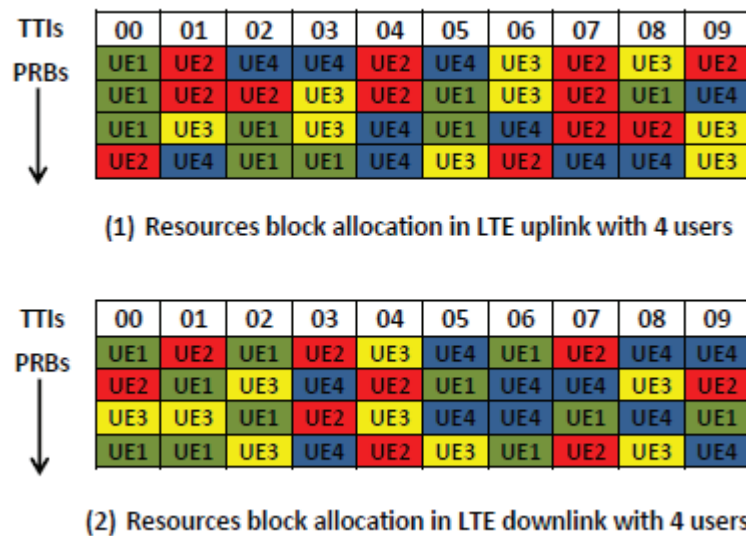 TTIs 00 01 02 03 04 05 06 07 08 09
PRBs UE1 UE2 UE4 UE4 UE2 UE4 UE3 UE2 UE3 UE2
UE1 UE2 UE2 UE3 UE2 UE1 UE3 UE2 UE1 UE4
UE1 UE3 UE1 UE3 UE4 UE1 UE4 UE2 UE2 UE3
UE2 UE4 UE1 UE1 UE4 UE3 UE2 UE4 UE4 UE3
(1) Resources block allocation in LTE uplink with 4 users
TTIs 00 01 02 03 04 05 06 07 08 09
PRBs UE1 UE2 UE1 UE2 UE3 UE4 UE1 UE2 UE4 UE4
UE2 UE1 UE3 UE4 UE2 UE1 UE4 UE4 UE3 UE2
UE3 UE3 UE1 UE2 UE3 UE4 UE4 UE1 UE4 UE1
UE1 UE1 UE3 UE4 UE2 UE3 UE1 UE2 UE3 UE4
(2) Resources block allocation in LTE downlink with 4 users